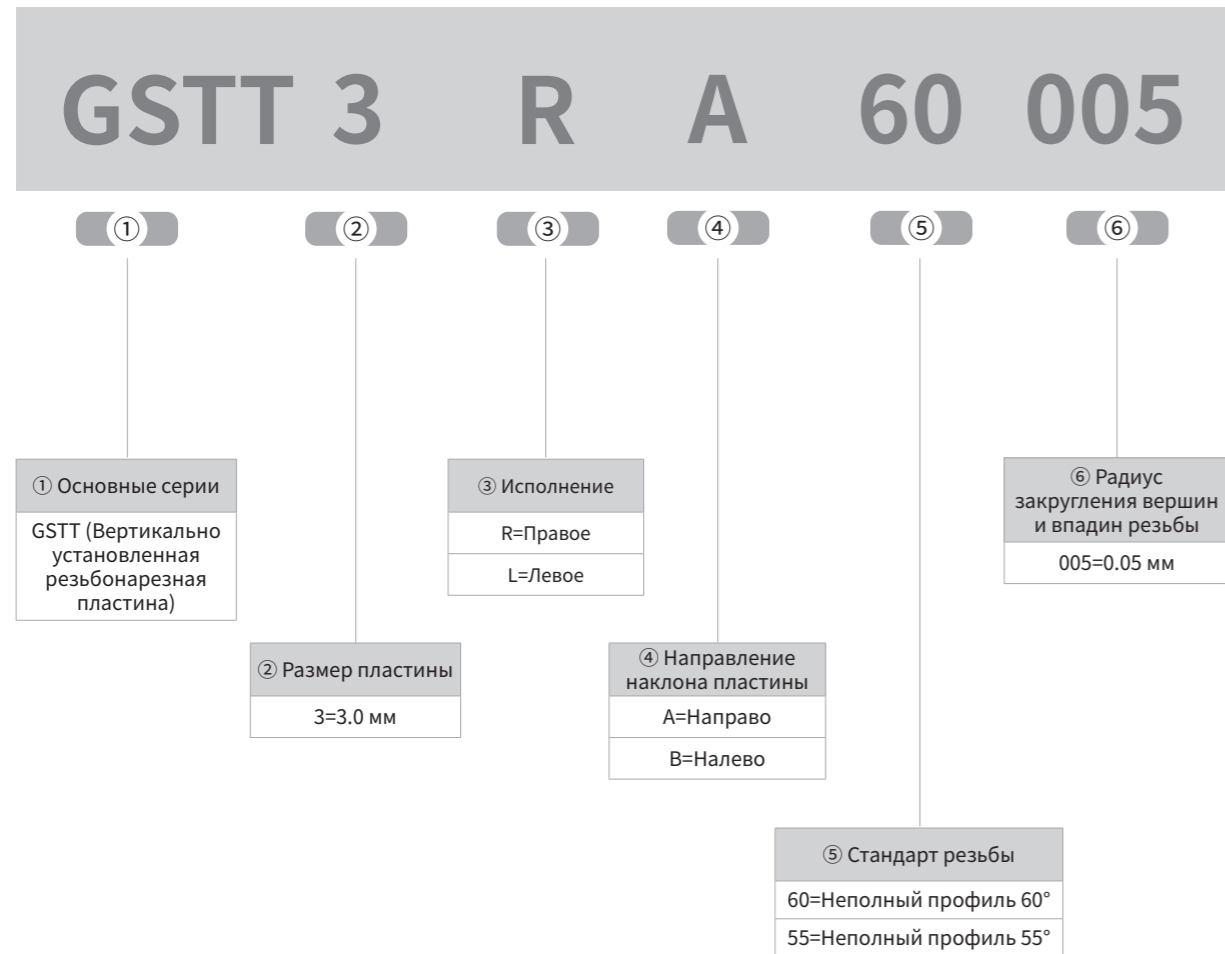 GSTT 3 R A 60 005
① ② ③ ④ ⑤ ⑥
① Основные серии
GSTT (Вертикально
установленная
резьбонарезная
пластина)
② Размер пластины
3=3.0 мм
③ Исполнение
R=Правое
L=Левое
④ Направление
наклона пластины
A=Направо
B=Налево
⑤ Стандарт резьбы
60=Неполный профиль 60°
55=Неполный профиль 55°
⑥ Радиус
закругления вершин
и впадин резьбы
005=0.05 мм